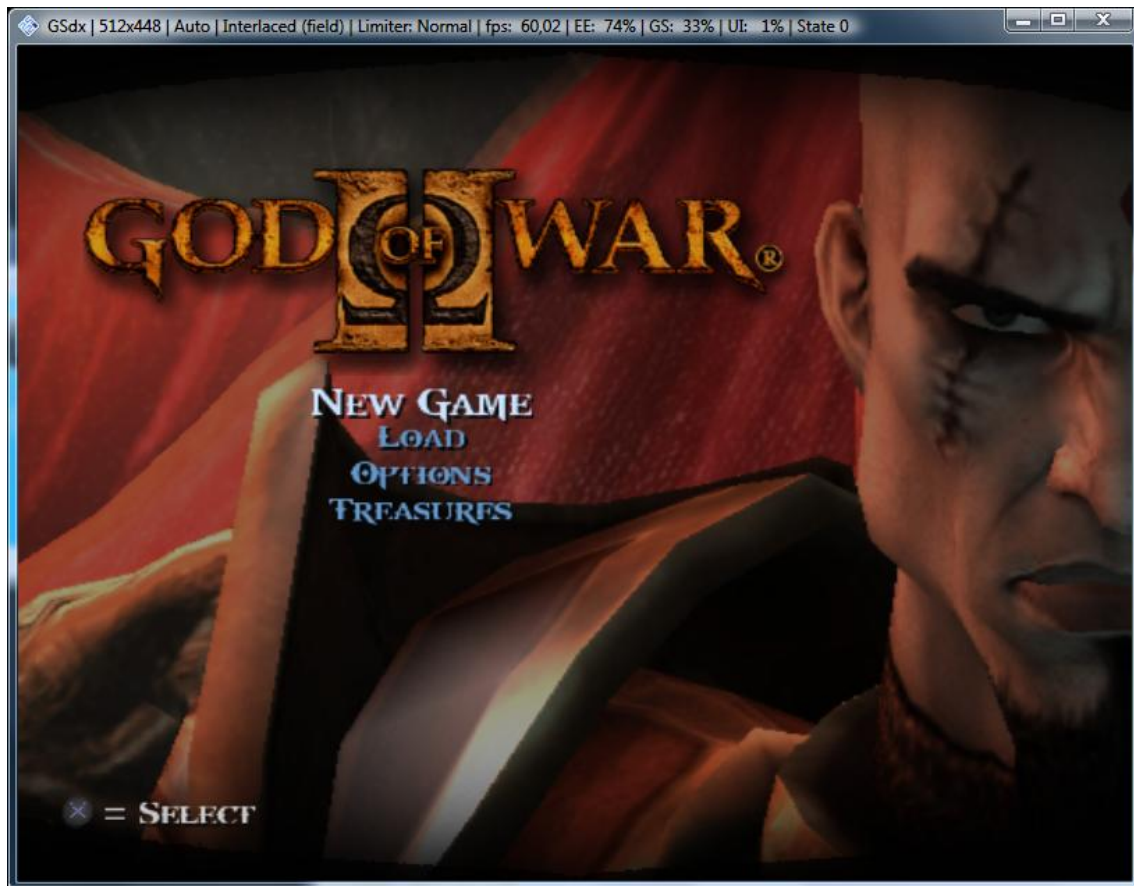 GSdx | 512x448 | Auto | Interlaced (field) | Limiter: Normal | fps: 60,02 | EE: 74% | GS: 33% | UI: 1% | State 0
GOD OF WAR®
II
NEW GAME
LOAD
OPTIONS
TREASURES
= SELECT